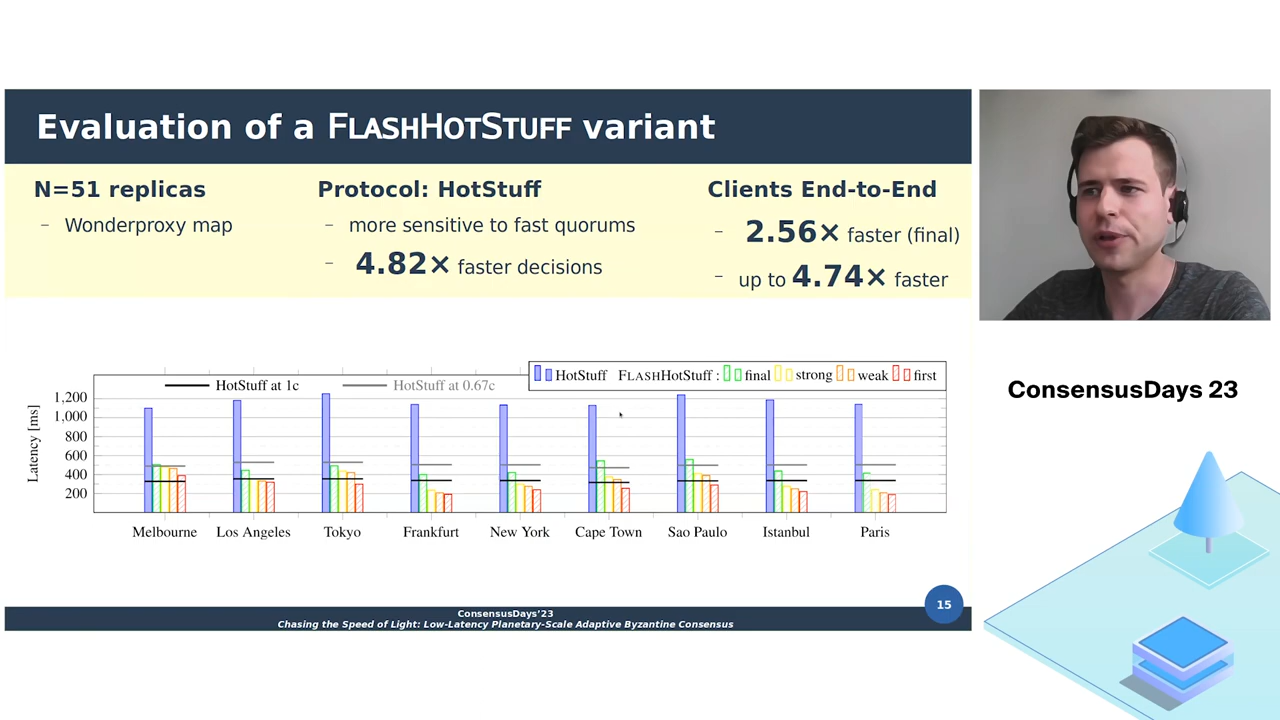 Evaluation of a FLASHHOTSTUFF variant
N=51 replicas
– Wonderproxy map
Protocol: HotStuff
– more sensitive to fast quorums
– 4.82× faster decisions
Clients End-to-End
– 2.56× faster (final)
– up to 4.74× faster
HotStuff at 1c HotStuff at 0.67c
HotStuff FLASHHOTSTUFF : final strong weak first
Latency [ms]
1,200
1,000
800
600
400
200
Melbourne Los Angeles Tokyo Frankfurt New York Cape Town Sao Paulo Istanbul Paris
ConsensusDays'23
Chasing the Speed of Light: Low-Latency Planetary-Scale Adaptive Byzantine Consensus
15
ConsensusDays 23